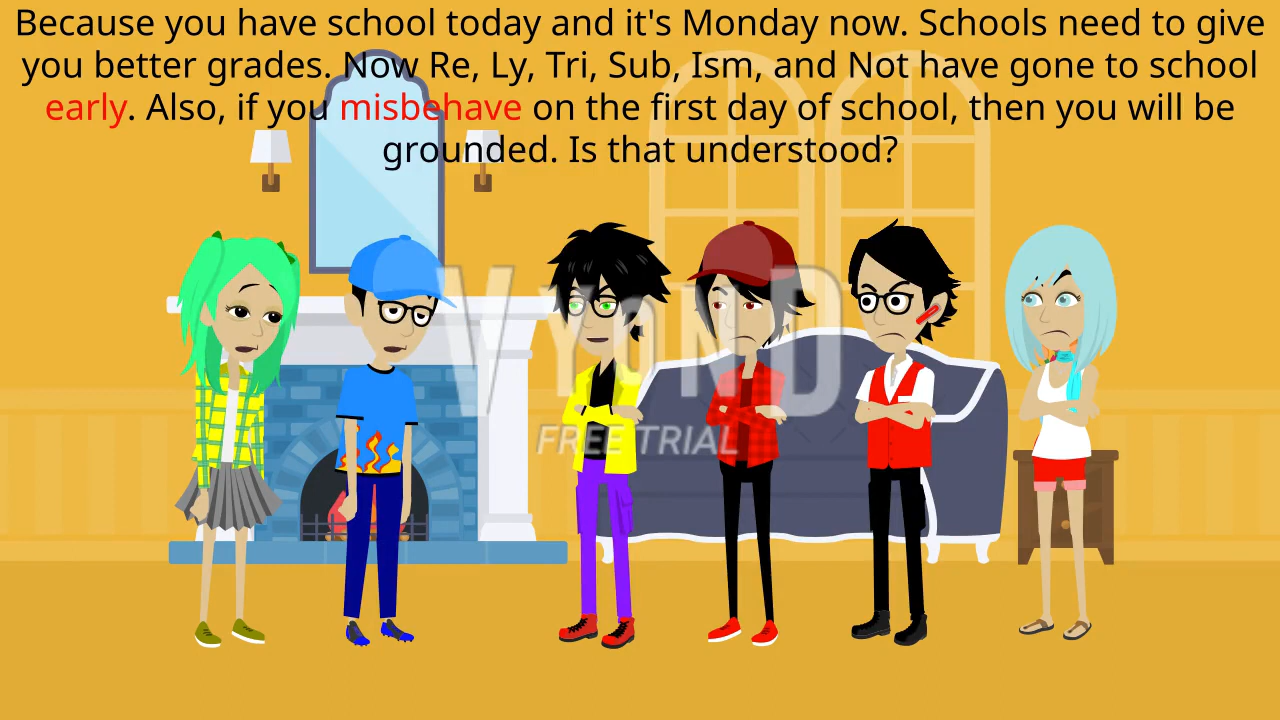 Because you have school today and it's Monday now. Schools need to give
you better grades. Now Re, Ly, Tri, Sub, Ism, and Not have gone to school
early. Also, if you misbehave on the first day of school, then you will be
grounded. Is that understood?
VYOND
FREE TRIAL